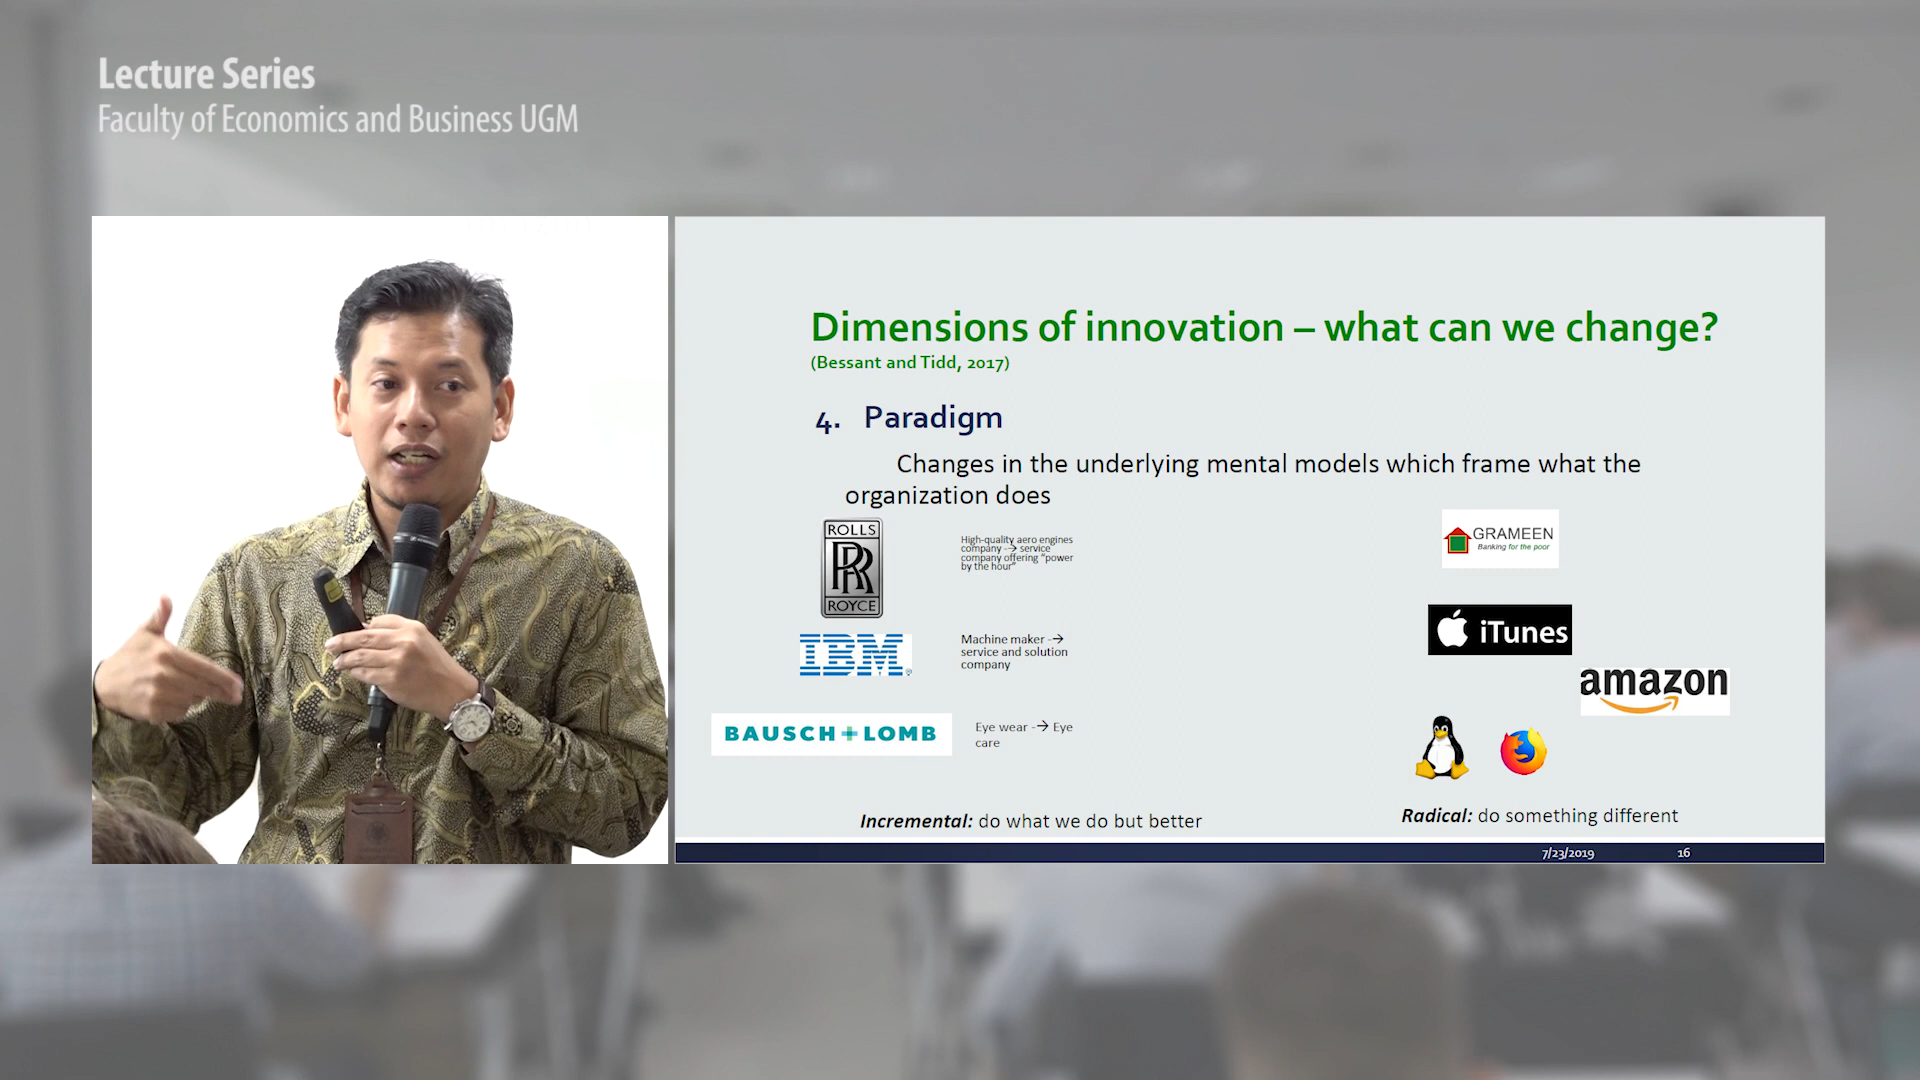 Lecture Series
Faculty of Economics and Business UGM
Dimensions of innovation – what can we change?
(Bessant and Tidd, 2017)
4. Paradigm
Changes in the underlying mental models which frame what the
organization does
ROLLS
RR
ROYCE
High-quality aero engines
company --> service
company offering “power
by the hour”
IBM®
Machine maker -->
service and solution
company
BAUSCH + LOMB
Eye wear --> Eye
care
Incremental: do what we do but better
GRAMEEN
Banking for the poor
iTunes
amazon
Radical: do something different
7/23/2019 16